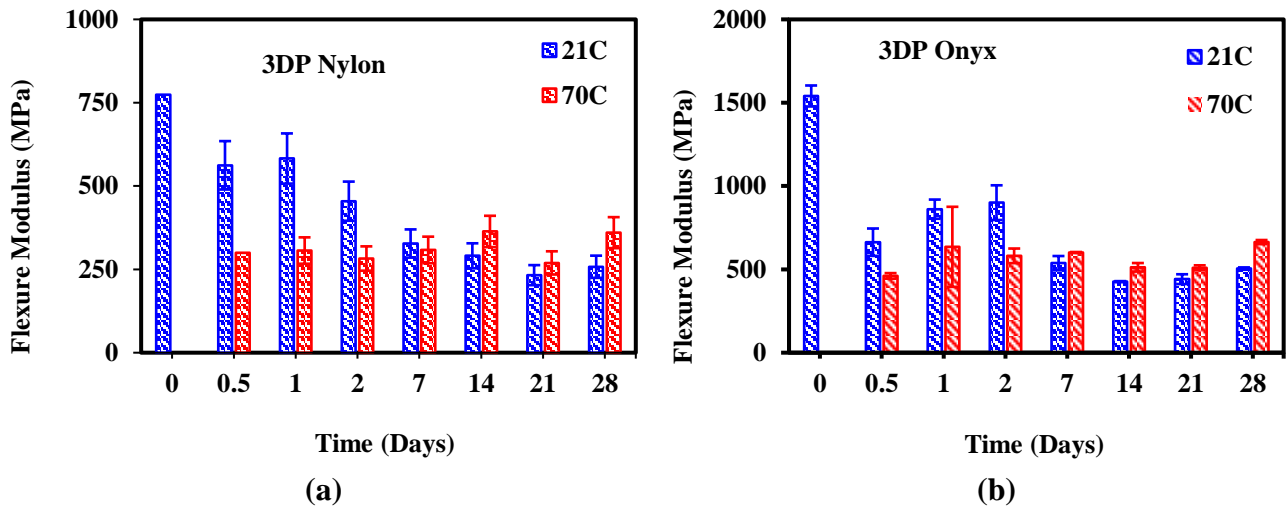 1000
750
500
250
0
Flexure Modulus (MPa)
3DP Nylon
21C
70C
0 0.5 1 2 7 14 21 28
Time (Days)
(a)
2000
1500
1000
500
0
Flexure Modulus (MPa)
3DP Onyx
21C
70C
0 0.5 1 2 7 14 21 28
Time (Days)
(b)